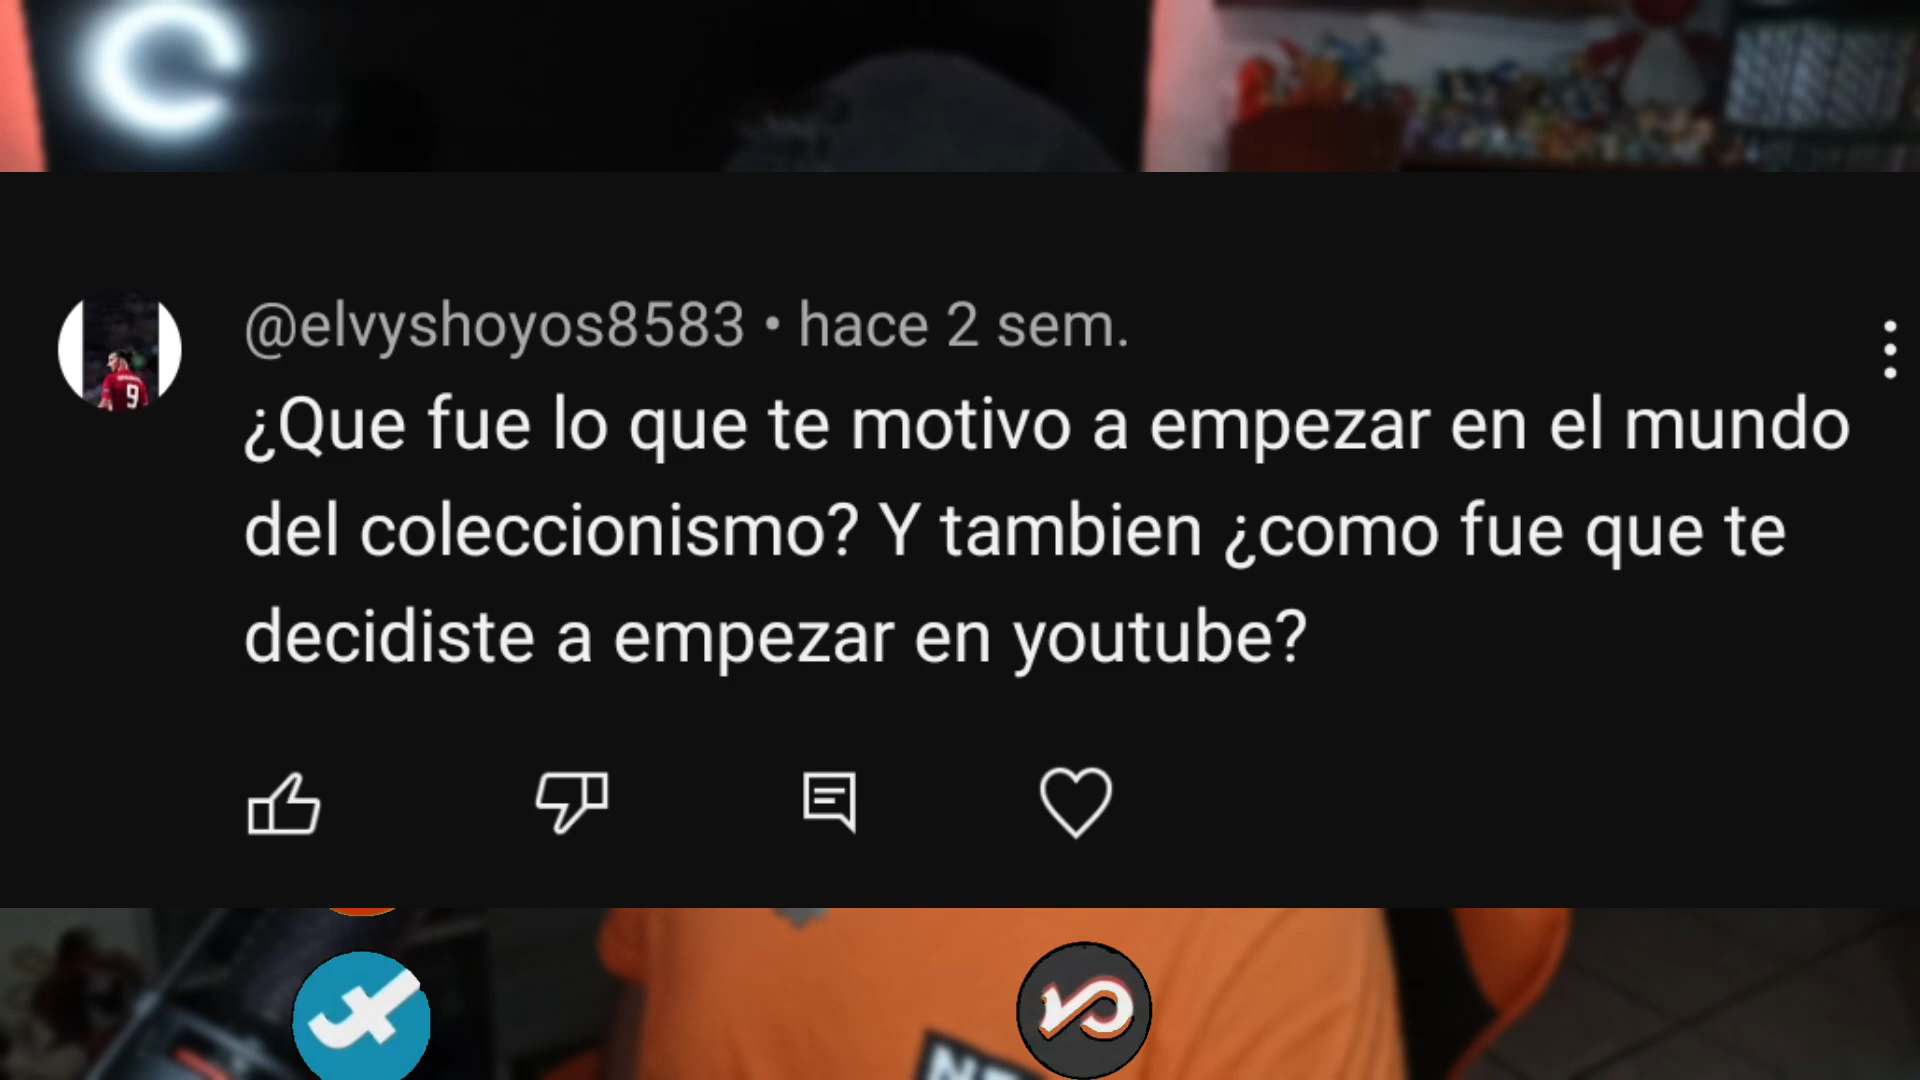 @elvyshoyos8583 • hace 2 sem.
¿Que fue lo que te motivo a empezar en el mundo
del coleccionismo? Y tambien ¿como fue que te
decidiste a empezar en youtube?